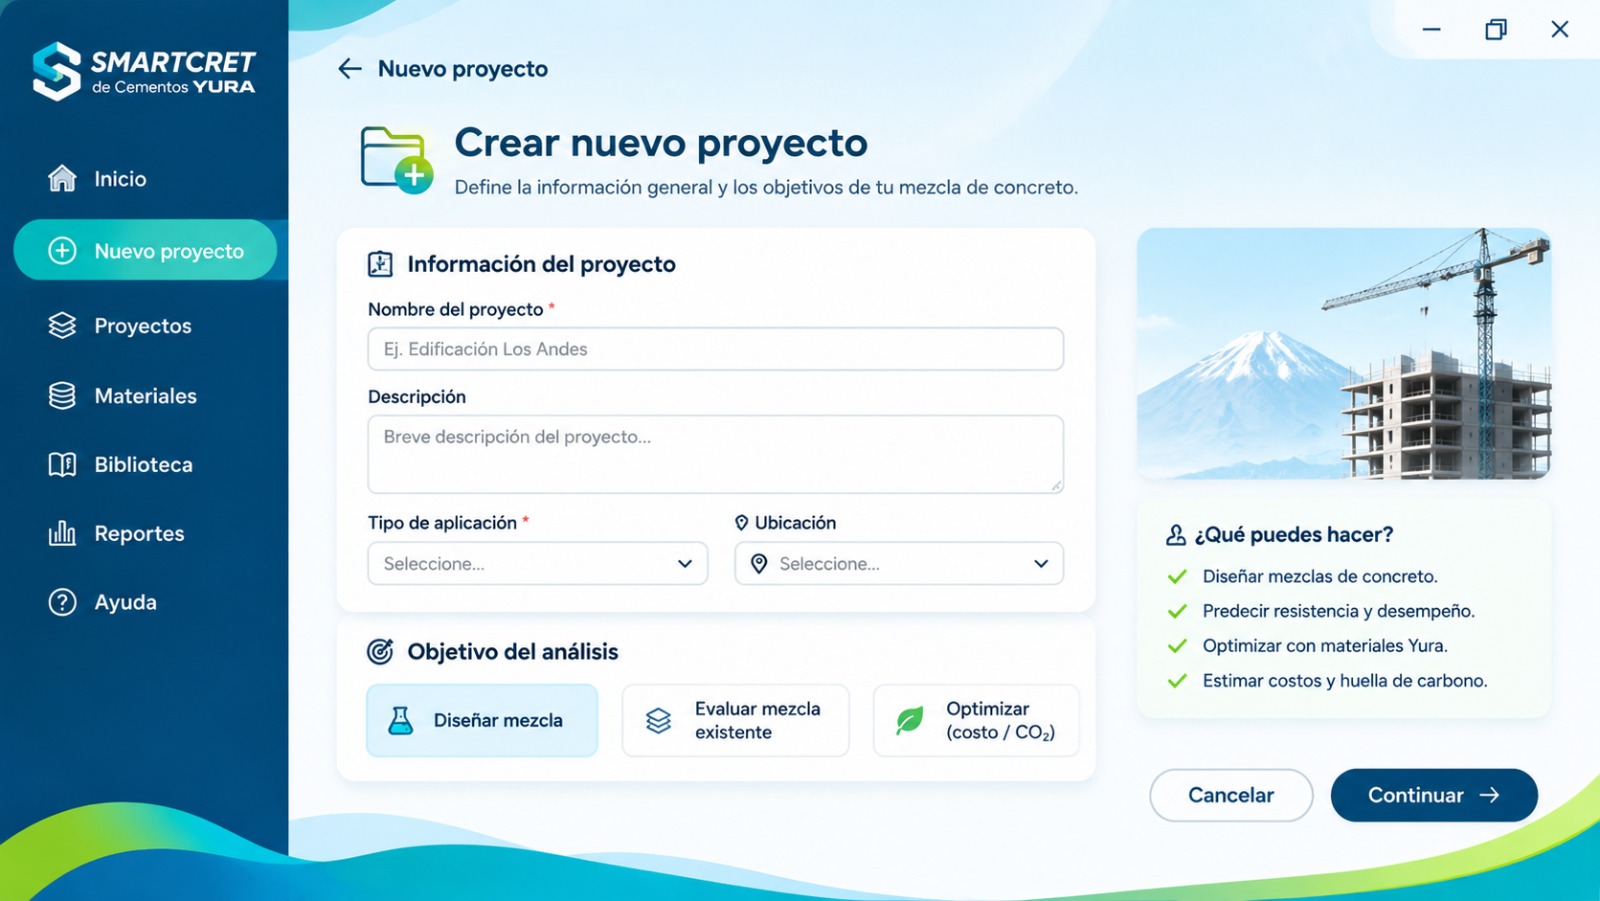 SMARTCRET
de Cementos YURA
Inicio
Nuevo proyecto
Proyectos
Materiales
Biblioteca
Reportes
Ayuda
Nuevo proyecto
Crear nuevo proyecto
Define la información general y los objetivos de tu mezcla de concreto.
Información del proyecto
Nombre del proyecto *
Ej. Edificación Los Andes
Descripción
Breve descripción del proyecto...
Tipo de aplicación *
Seleccione...
Ubicación
Seleccione...
Objetivo del análisis
Diseñar mezcla
Evaluar mezcla
existente
Optimizar
(costo / CO₂)
¿Qué puedes hacer?
Diseñar mezclas de concreto.
Predecir resistencia y desempeño.
Optimizar con materiales Yura.
Estimar costos y huella de carbono.
Cancelar
Continuar